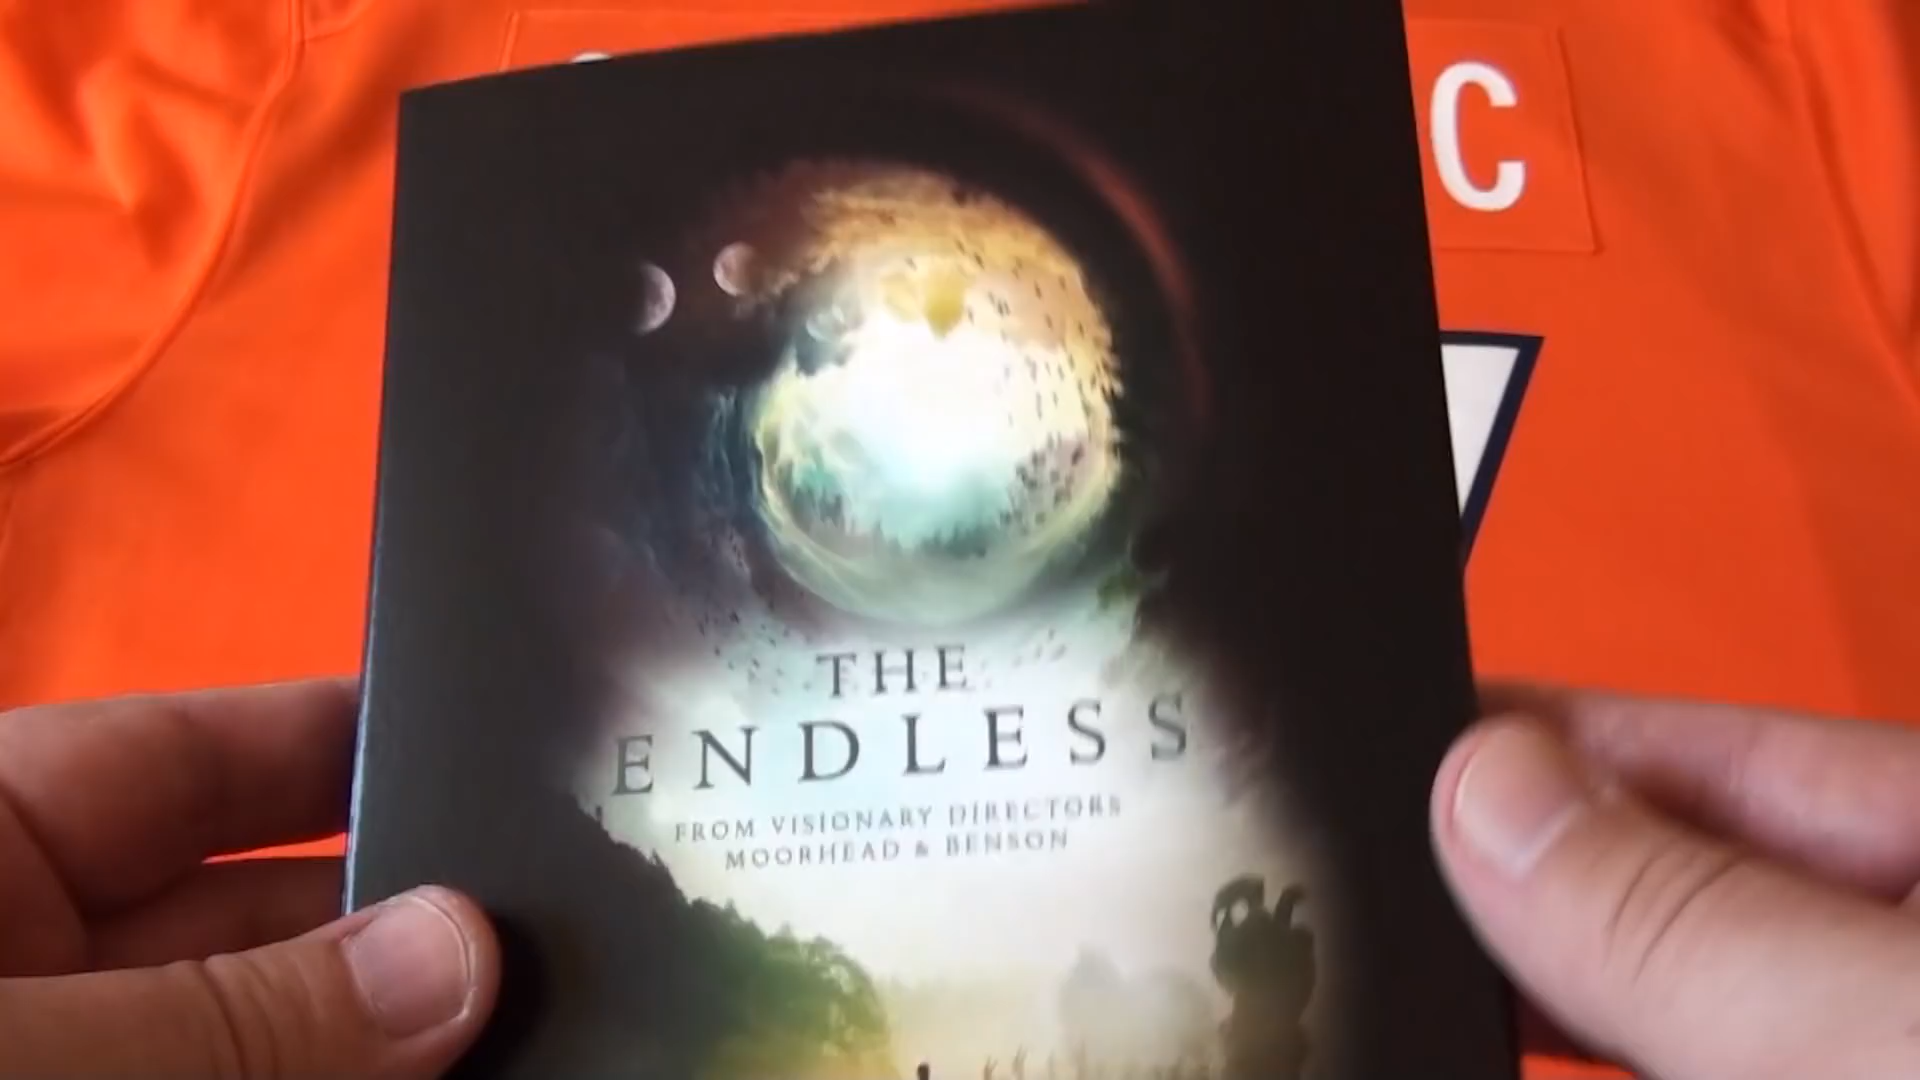 C
THE
ENDLESS
FROM VISIONARY DIRECTORS
MOORHEAD & BENSON